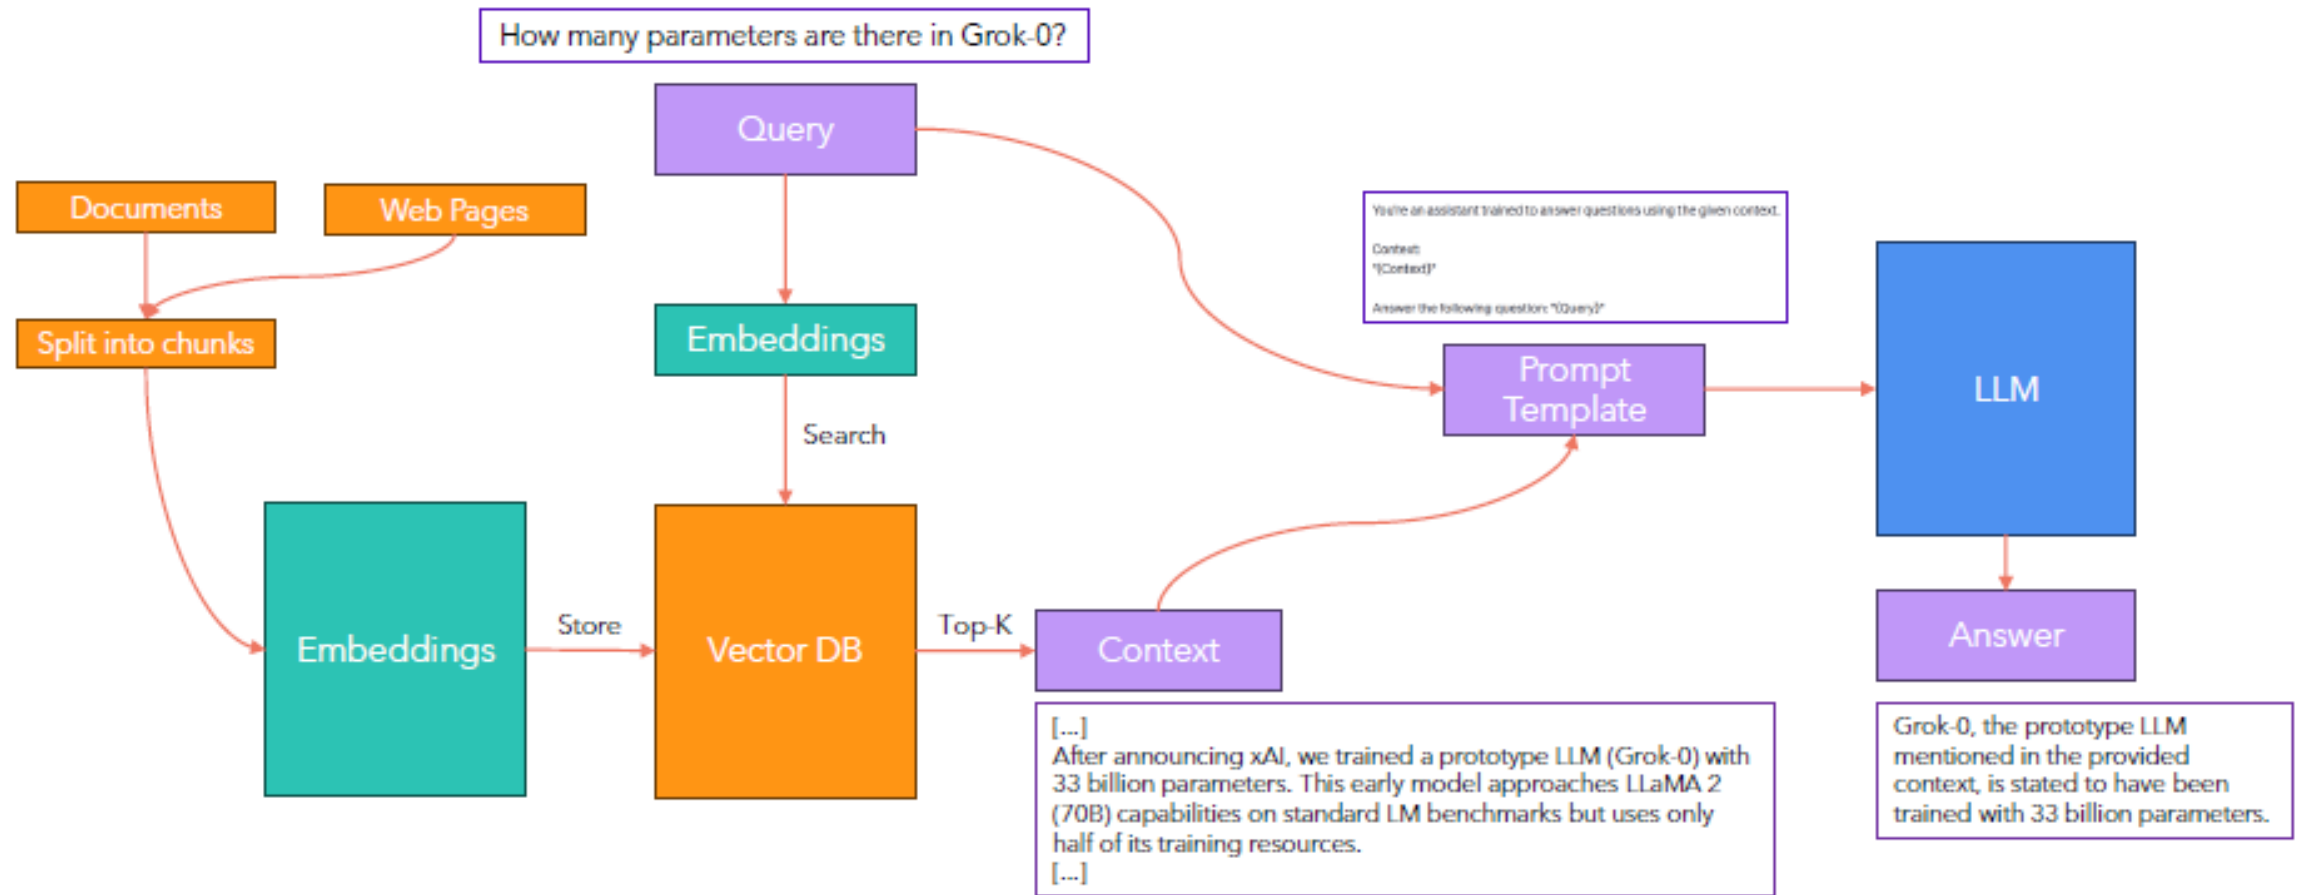 How many parameters are there in Grok-0?
Query
Documents
Web Pages
You're an assistant trained to answer questions using the given context.
Context:
"{Context}"
Answer the following question: "{Query}"
Split into chunks
Embeddings
Prompt
Template
LLM
Search
Embeddings
Store
Vector DB
Top-K
Context
Answer
[...]
After announcing xAI, we trained a prototype LLM (Grok-0) with
33 billion parameters. This early model approaches LLaMA 2
(70B) capabilities on standard LM benchmarks but uses only
half of its training resources.
[...]
Grok-0, the prototype LLM
mentioned in the provided
context, is stated to have been
trained with 33 billion parameters.